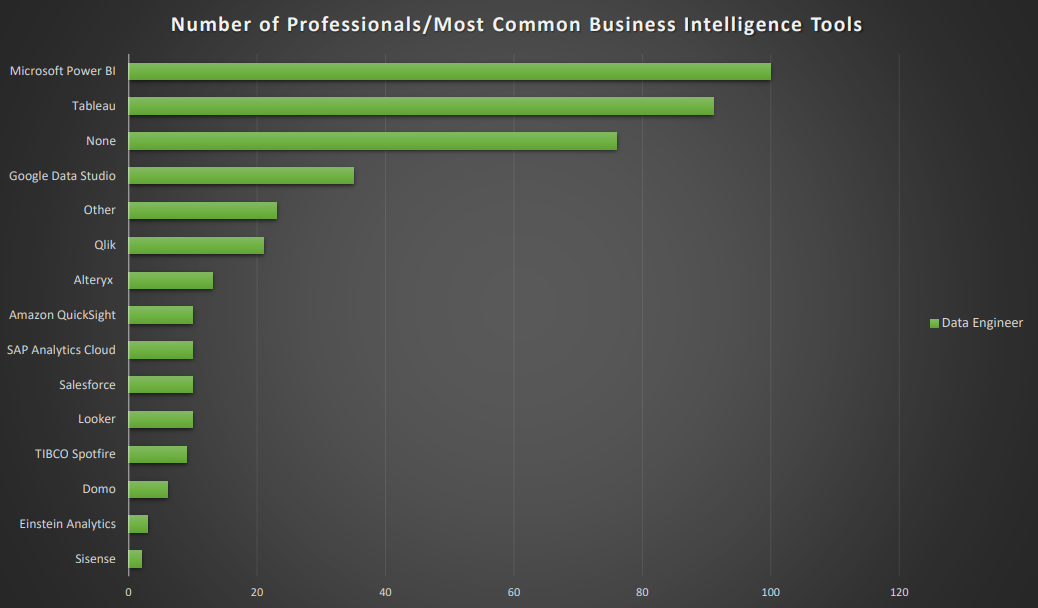 Number of Professionals/Most Common Business Intelligence Tools
Microsoft Power BI
Tableau
None
Google Data Studio
Other
Qlik
Alteryx
Amazon QuickSight
SAP Analytics Cloud
Salesforce
Looker
TIBCO Spotfire
Domo
Einstein Analytics
Sisense
0 20 40 60 80 100 120
Data Engineer